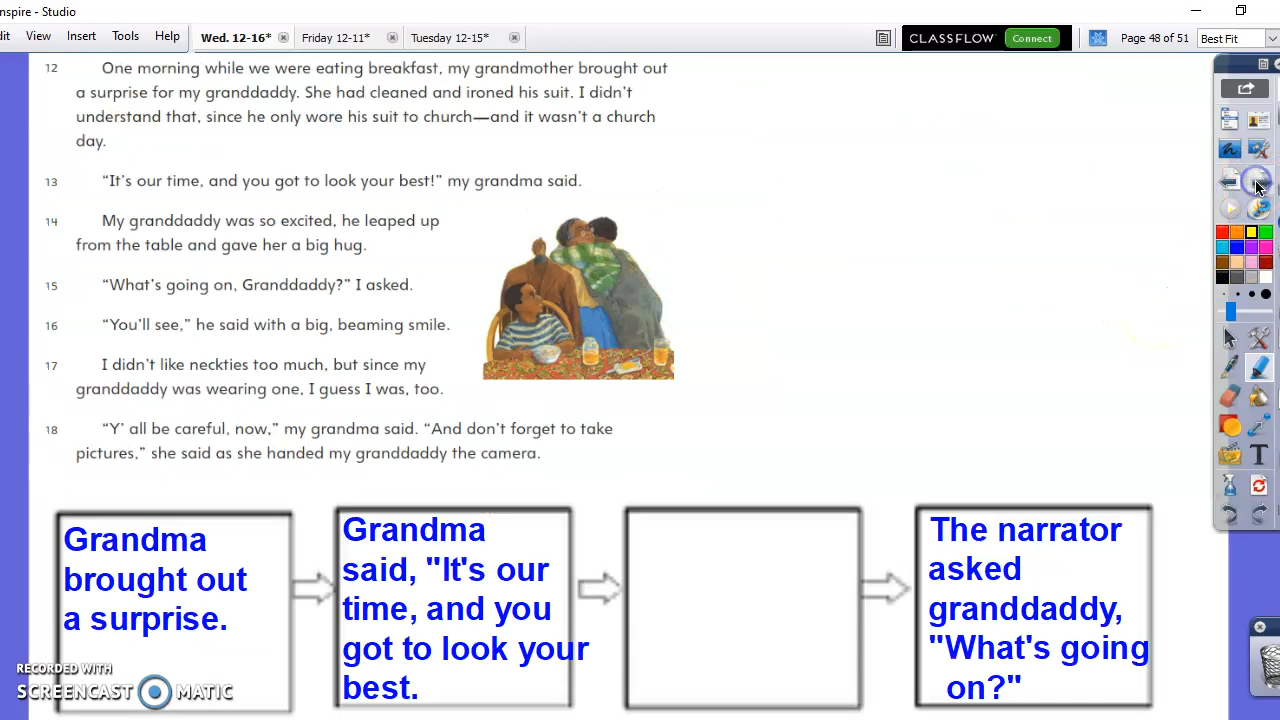 nspire - Studio
dit View Insert Tools Help Wed. 12-16* Friday 12-11* Tuesday 12-15* CLASSFLOW Connect Page 48 of 51 Best Fit
12 One morning while we were eating breakfast, my grandmother brought out
a surprise for my granddaddy. She had cleaned and ironed his suit. I didn't
understand that, since he only wore his suit to church—and it wasn't a church
day.
13 "It's our time, and you got to look your best!" my grandma said.
14 My granddaddy was so excited, he leaped up
from the table and gave her a big hug.
15 "What's going on, Granddaddy?" I asked.
16 "You'll see," he said with a big, beaming smile.
17 I didn't like neckties too much, but since my
granddaddy was wearing one, I guess I was, too.
18 "Y' all be careful, now," my grandma said. "And don't forget to take
pictures," she said as she handed my granddaddy the camera.
Grandma
brought out
a surprise.
Grandma
said, "It's our
time, and you
got to look your
best.
The narrator
asked
granddaddy,
"What's going
on?"
RECORDED WITH
SCREENCAST MATIC